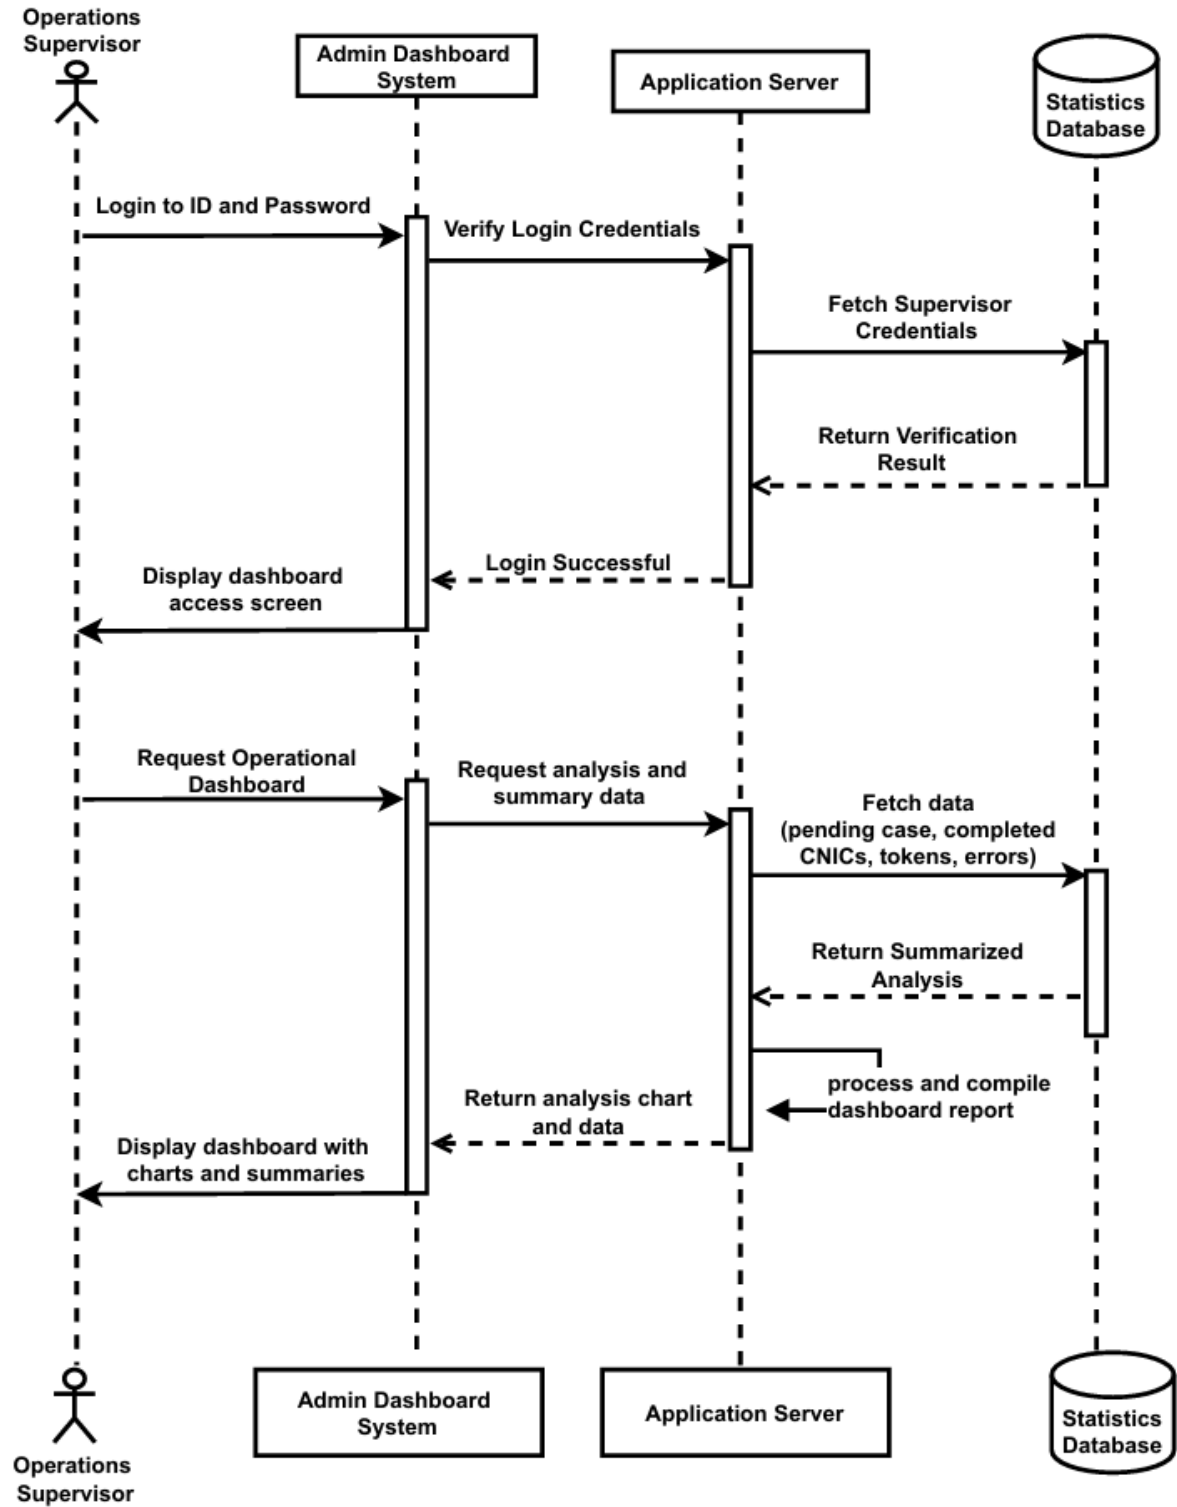 Operations
Supervisor
Admin Dashboard
System
Application Server
Statistics
Database
Login to ID and Password
Verify Login Credentials
Fetch Supervisor
Credentials
Return Verification
Result
Login Successful
Display dashboard
access screen
Request Operational
Dashboard
Request analysis and
summary data
Fetch data
(pending case, completed
CNICs, tokens, errors)
Return Summarized
Analysis
process and compile
dashboard report
Return analysis chart
and data
Display dashboard with
charts and summaries
Operations
Supervisor
Admin Dashboard
System
Application Server
Statistics
Database